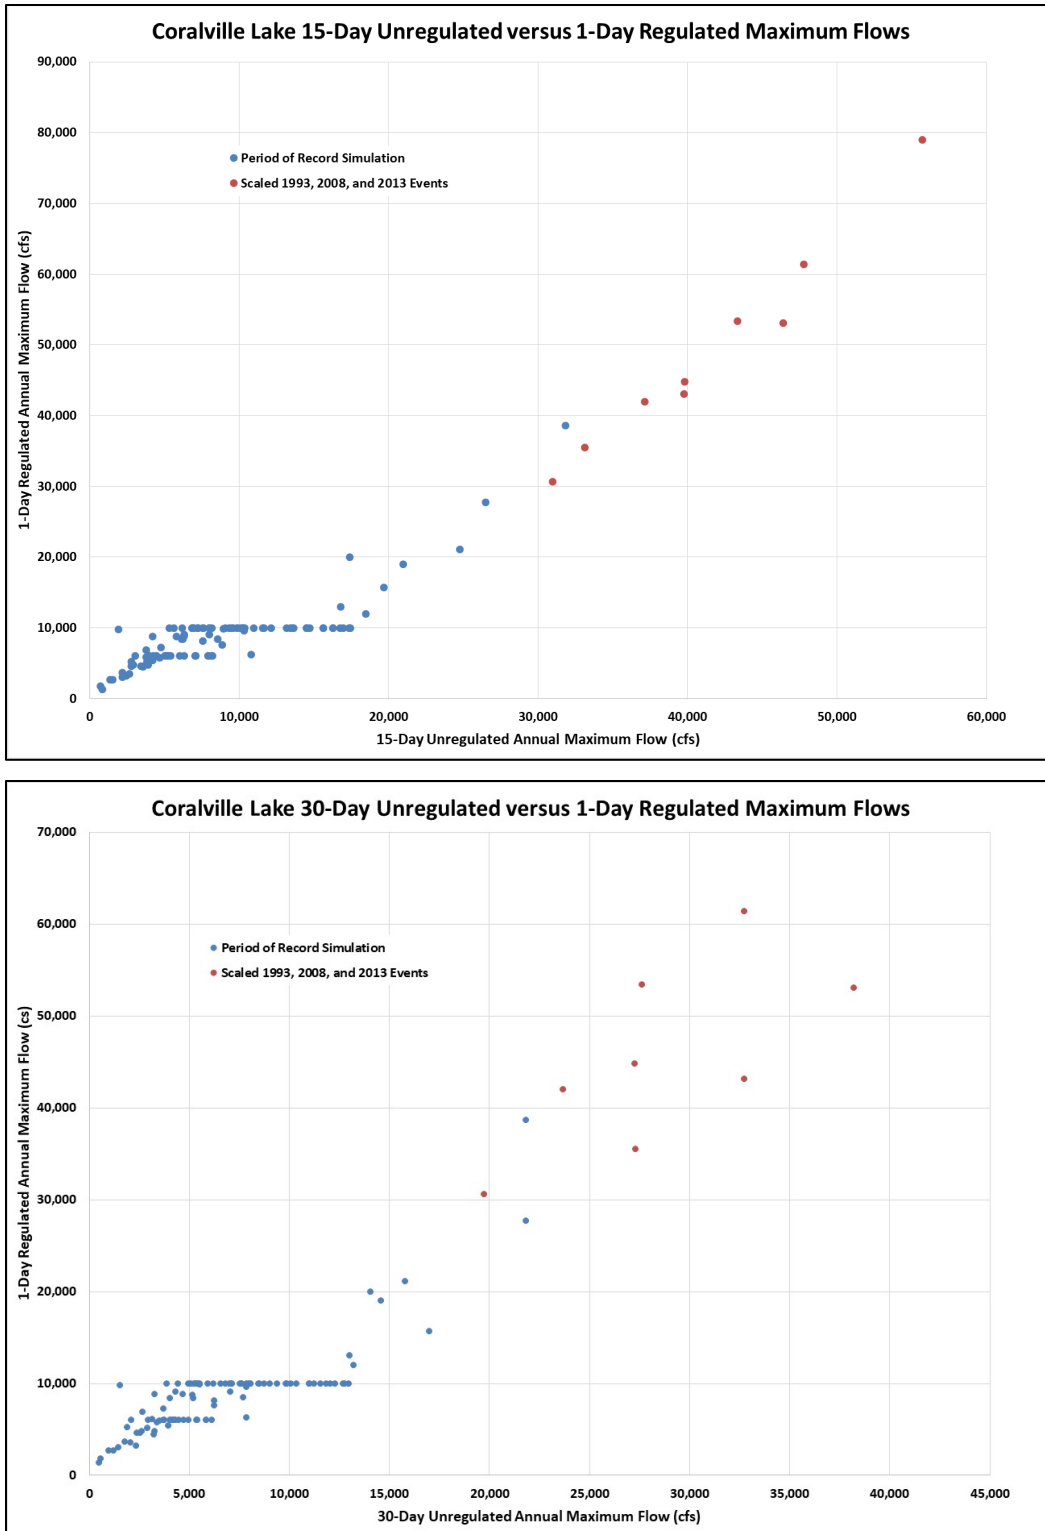 Coralville Lake 15-Day Unregulated versus 1-Day Regulated Maximum Flows
90,000
80,000
70,000
60,000
50,000
40,000
30,000
20,000
10,000
0
1-Day Regulated Annual Maximum Flow (cfs)
Period of Record Simulation
Scaled 1993, 2008, and 2013 Events
0 10,000 20,000 30,000 40,000 50,000 60,000
15-Day Unregulated Annual Maximum Flow (cfs)
Coralville Lake 30-Day Unregulated versus 1-Day Regulated Maximum Flows
70,000
60,000
50,000
40,000
30,000
20,000
10,000
0
1-Day Regulated Annual Maximum Flow (cs)
Period of Record Simulation
Scaled 1993, 2008, and 2013 Events
0 5,000 10,000 15,000 20,000 25,000 30,000 35,000 40,000 45,000
30-Day Unregulated Annual Maximum Flow (cfs)